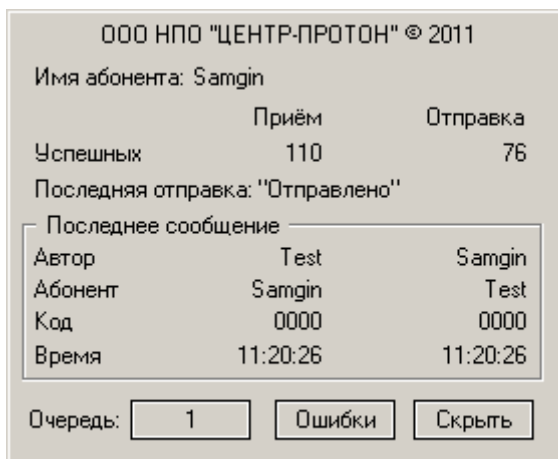 ООО НПО "ЦЕНТР-ПРОТОН" © 2011
Имя абонента: Samgin
Приём Отправка
Успешных 110 76
Последняя отправка: "Отправлено"
Последнее сообщение
Автор Test Samgin
Абонент Samgin Test
Код 0000 0000
Время 11:20:26 11:20:26
Очередь: 1 Ошибки Скрыть